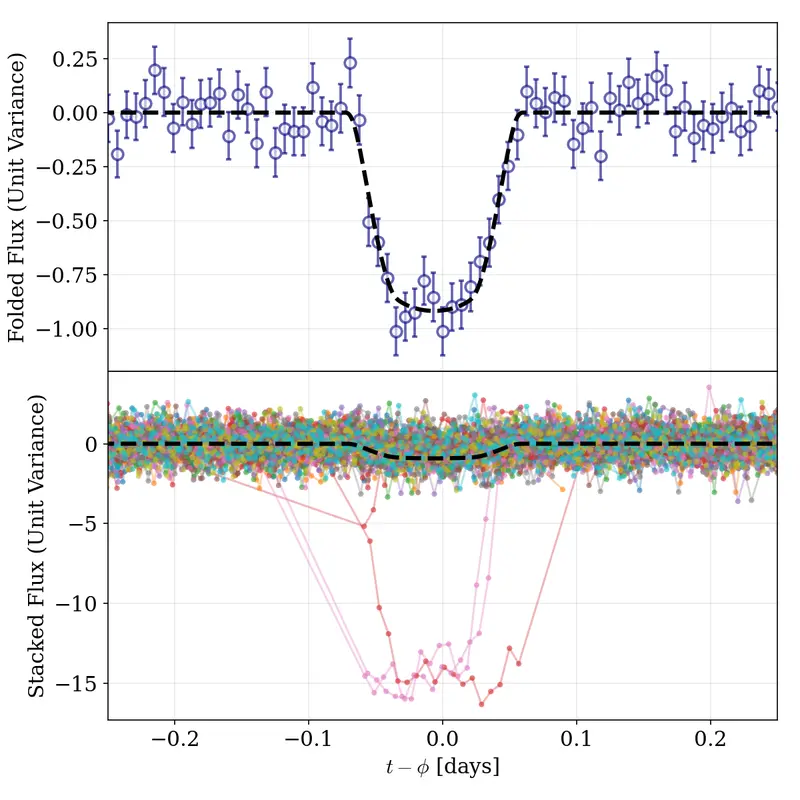 Folded Flux (Unit Variance)
0.25
0.00
−0.25
−0.50
−0.75
−1.00
Stacked Flux (Unit Variance)
0
−5
−10
−15
−0.2 −0.1 0.0 0.1 0.2
t − ϕ [days]